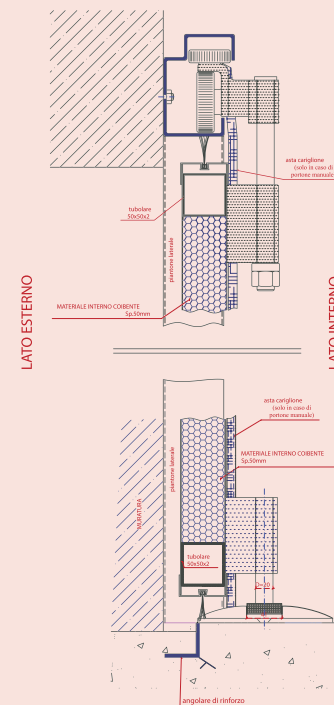 asta cariglione
(solo in caso di
portone manuale)
tubolare
50x50x2
piantone laterale
LATO ESTERNO
LATO INTERNO
MATERIALE INTERNO COIBENTE
Sp.50mm
asta cariglione
(solo in caso di
portone manuale)
piantone laterale
MATERIALE INTERNO COIBENTE
Sp.50mm
MURATURA
tubolare
50x50x2
angolare di rinforzo